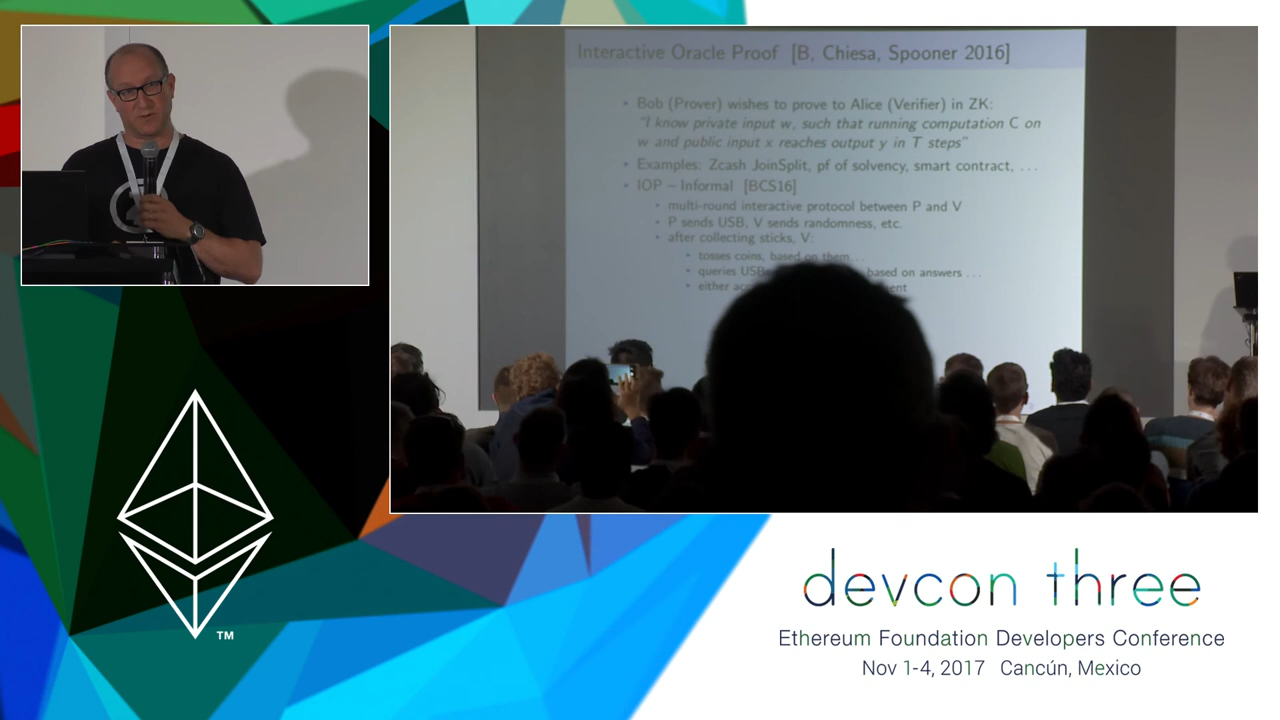 Interactive Oracle Proof [B, Chiesa, Spooner 2016]
Bob (Prover) wishes to prove to Alice (Verifier) in ZK:
"I know private input w, such that running computation C on
w and public input x reaches output y in T steps"
Examples: Zcash JoinSplit, pf of solvency, smart contract, ...
IOP – Informal [BCS16]
multi-round interactive protocol between P and V
P sends USB, V sends randomness, etc.
after collecting sticks, V:
tosses coins, based on them...
queries USB based on answers ...
either
TM
devcon three
Ethereum Foundation Developers Conference
Nov 1-4, 2017 Cancún, Mexico